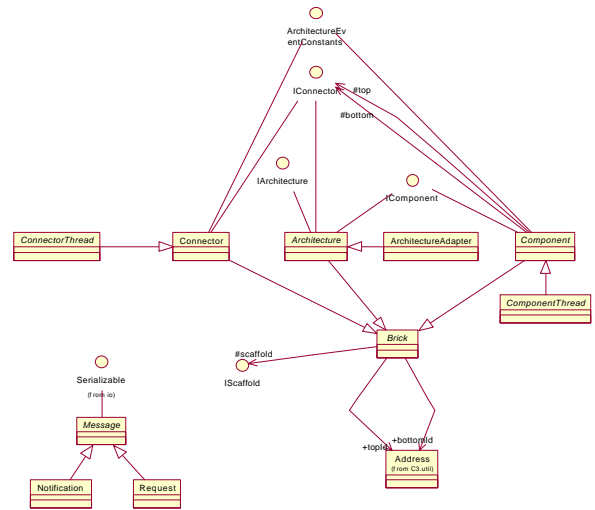 ArchitectureEv
entConstants
IConnector
#top
#bottom
IArchitecture
IComponent
ConnectorThread
Connector
Architecture
ArchitectureAdapter
Component
ComponentThread
Brick
#scaffold
IScaffold
Serializable
(from io)
Message
+topId
+bottomId
Address
(from C3.util)
Notification
Request